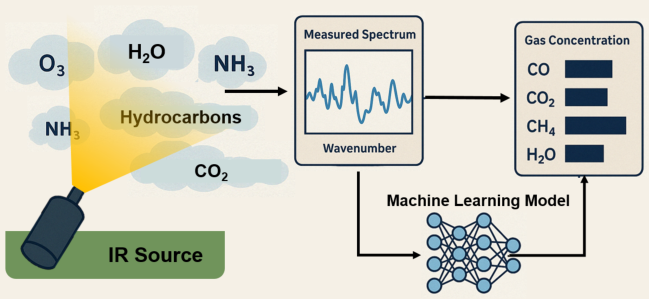 O₃
H₂O
NH₃
NH₃
Hydrocarbons
CO₂
IR Source
Measured Spectrum
Wavenumber
Machine Learning Model
Gas Concentration
CO
CO₂
CH₄
H₂O